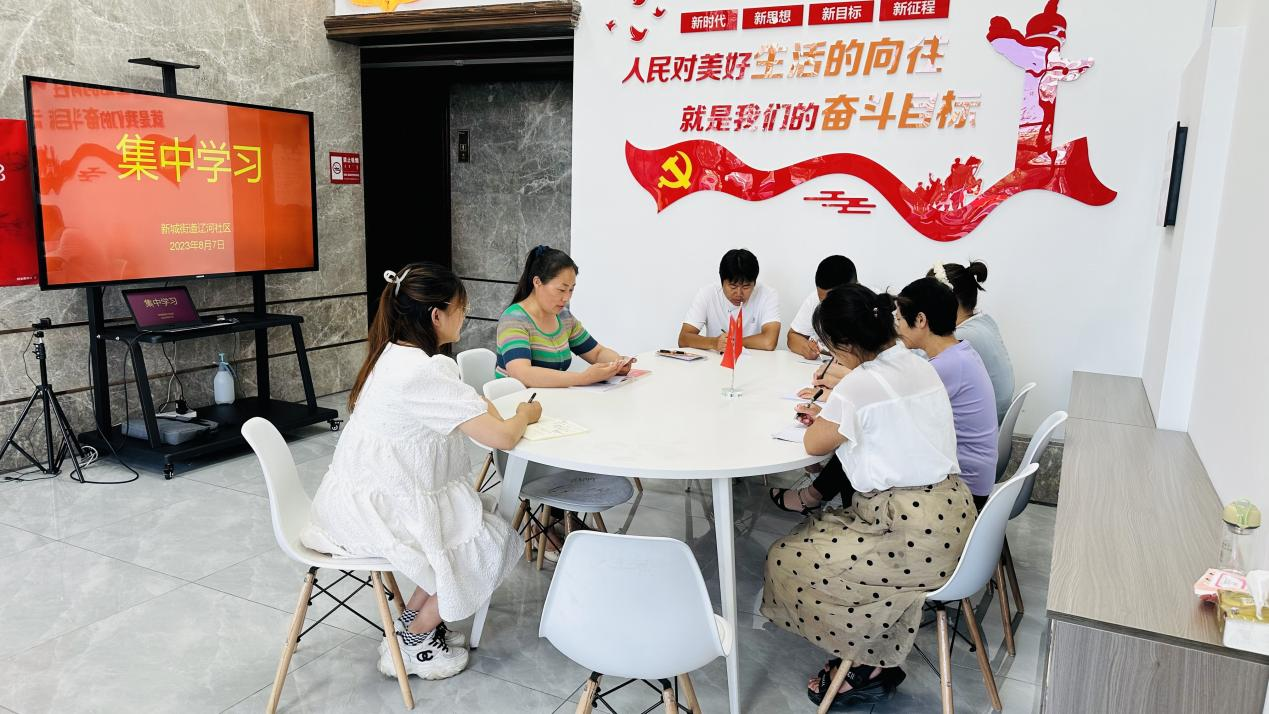 新时代 新思想 新目标 新征程
人民对美好生活的向往
就是我们的奋斗目标
集中学习
新城街道辽河社区
2023年8月7日
集中学习